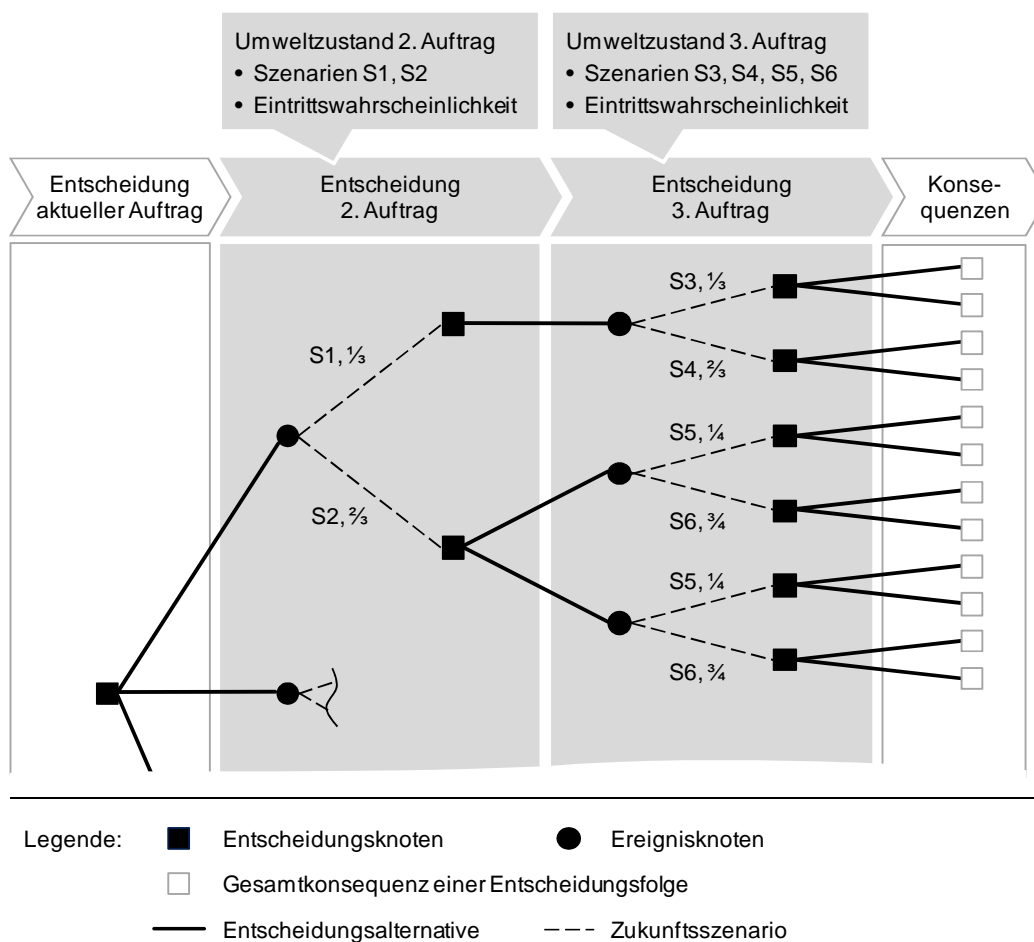 Umweltzustand 2. Auftrag
• Szenarien S1, S2
• Eintrittswahrscheinlichkeit
Umweltzustand 3. Auftrag
• Szenarien S3, S4, S5, S6
• Eintrittswahrscheinlichkeit
Entscheidung
aktueller Auftrag
Entscheidung
2. Auftrag
Entscheidung
3. Auftrag
Konse-
quenzen
S3, ⅓
S1, ⅓
S4, ⅔
S5, ¼
S2, ⅔
S6, ¾
S5, ¼
S6, ¾
Legende:
Entscheidungsknoten
Ereignisknoten
Gesamtkonsequenz einer Entscheidungsfolge
Entscheidungsalternative
Zukunftsszenario